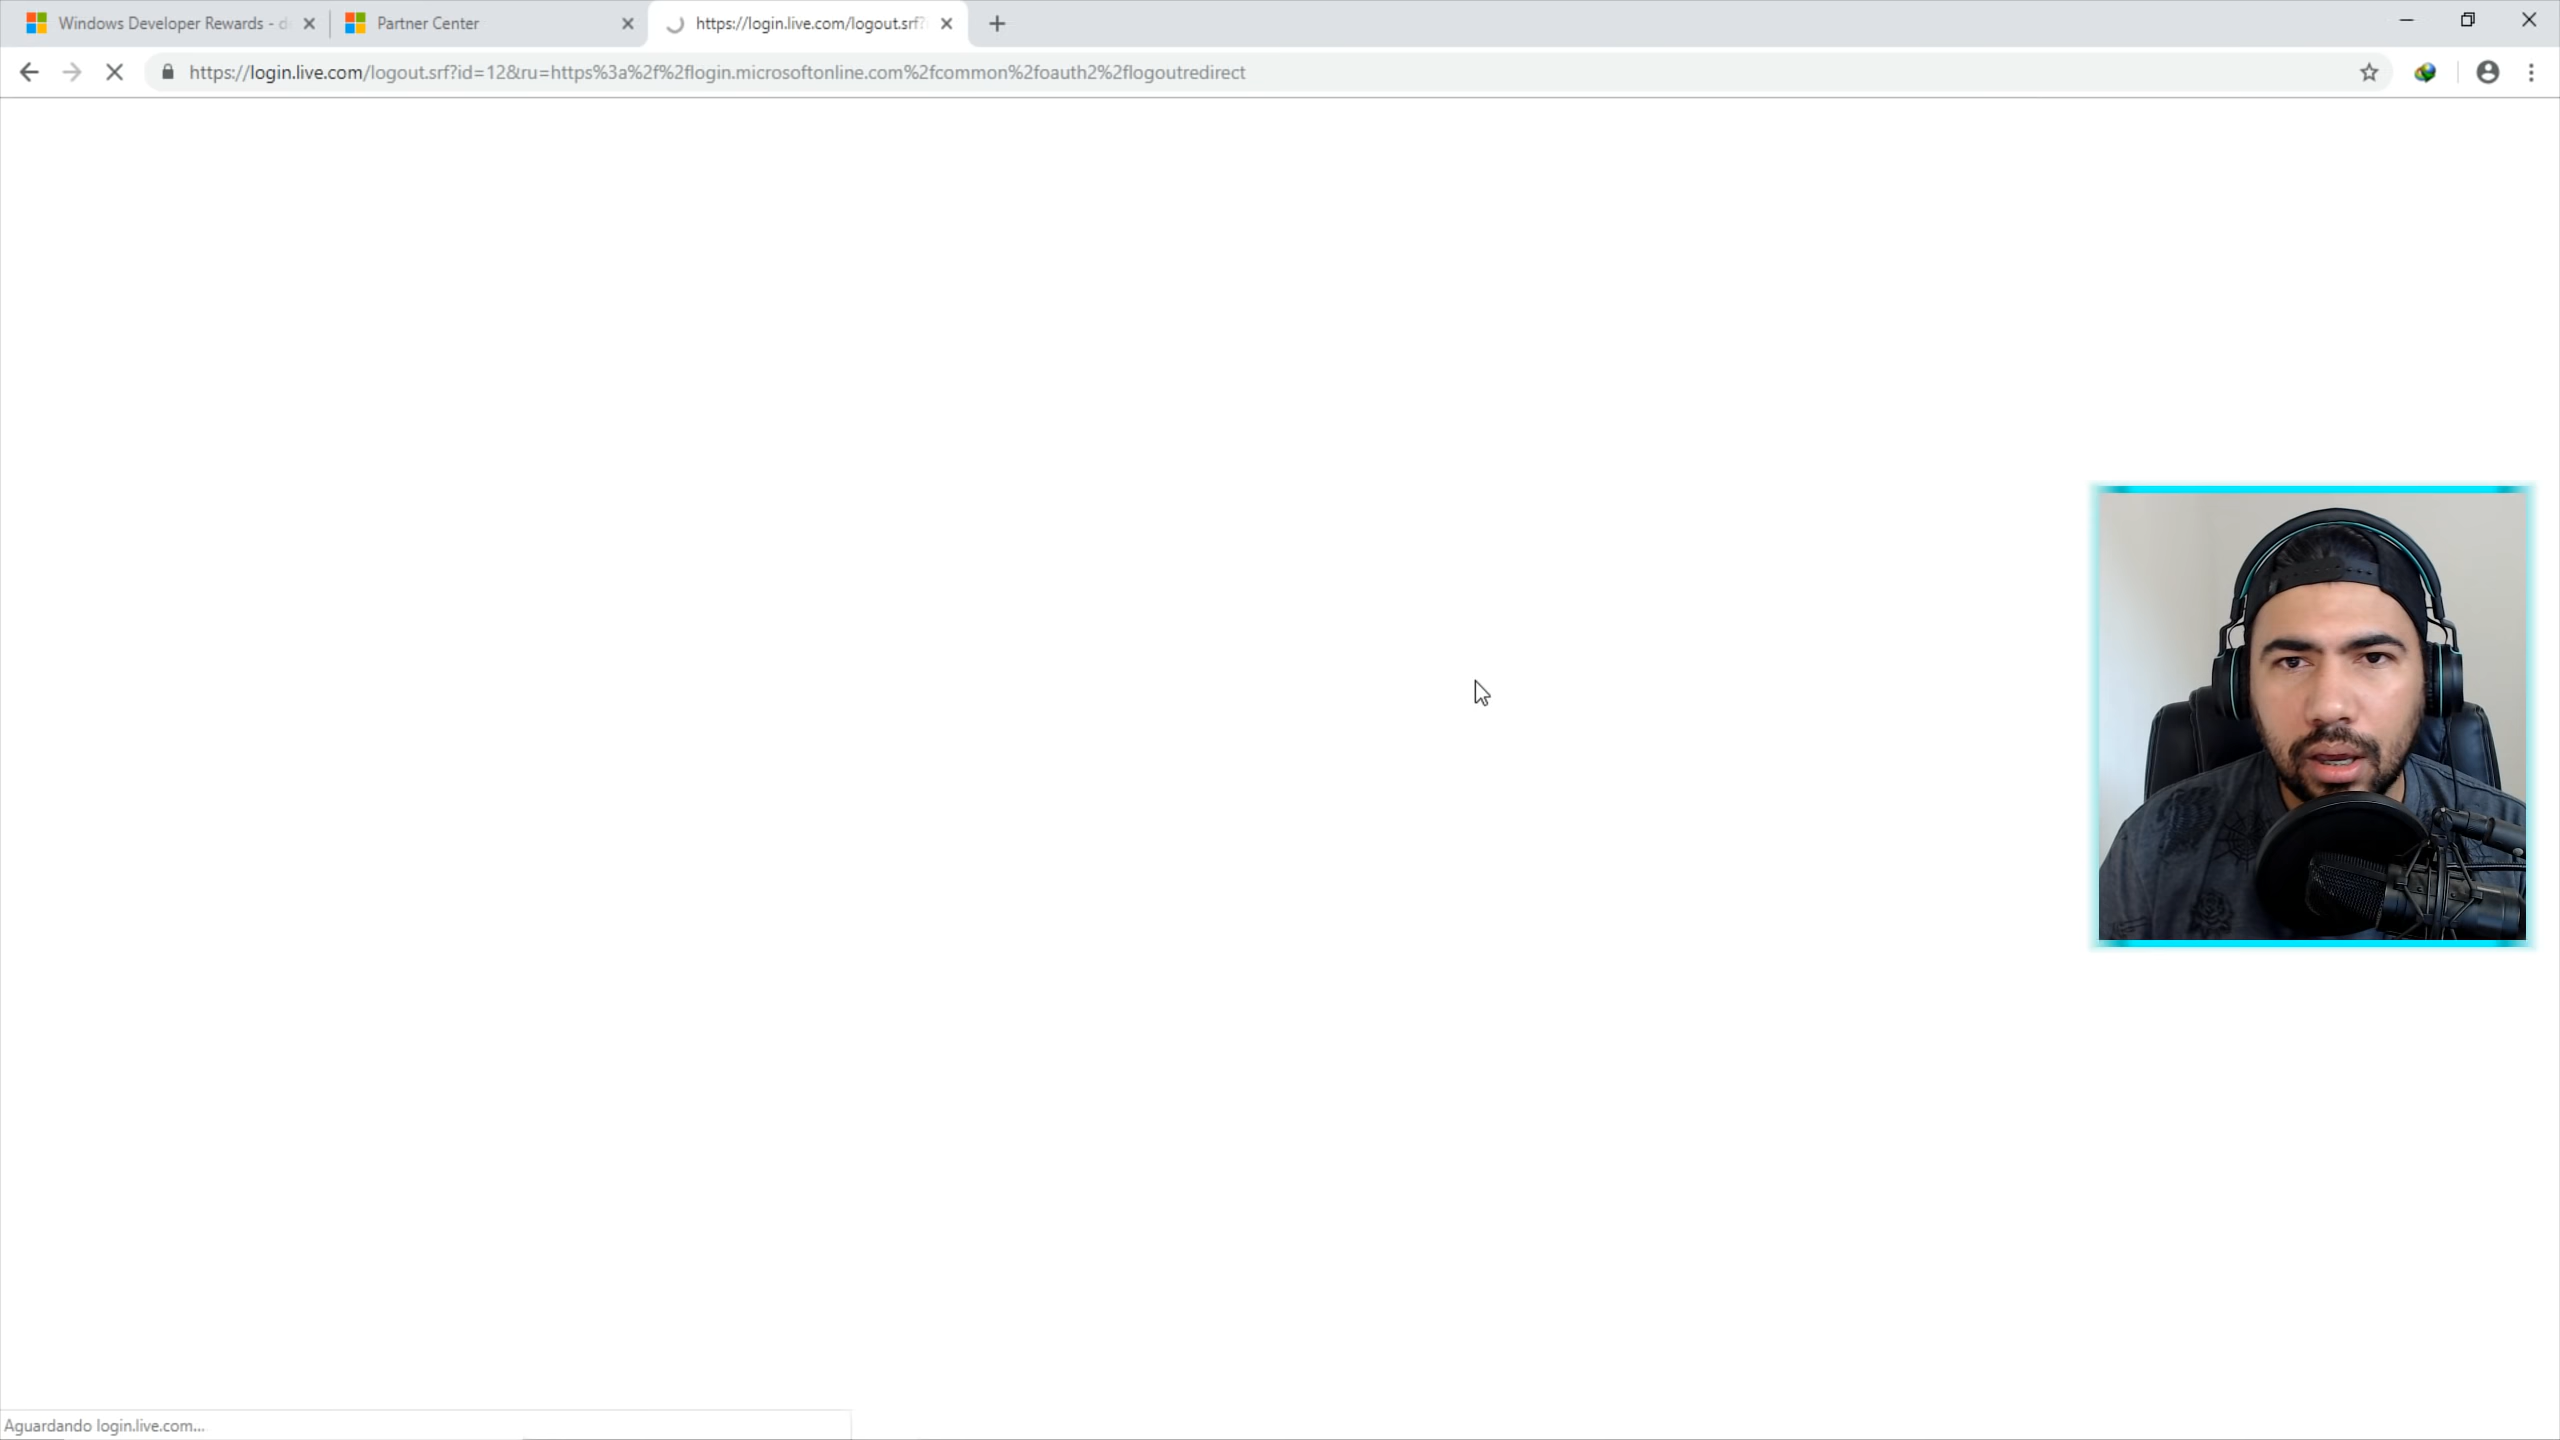 Windows Developer Rewards - d
Partner Center
https://login.live.com/logout.srf?
https://login.live.com/logout.srf?id=12&ru=https%3a%2f%2flogin.microsoftonline.com%2fcommon%2foauth2%2flogoutredirect
Aguardando login.live.com...